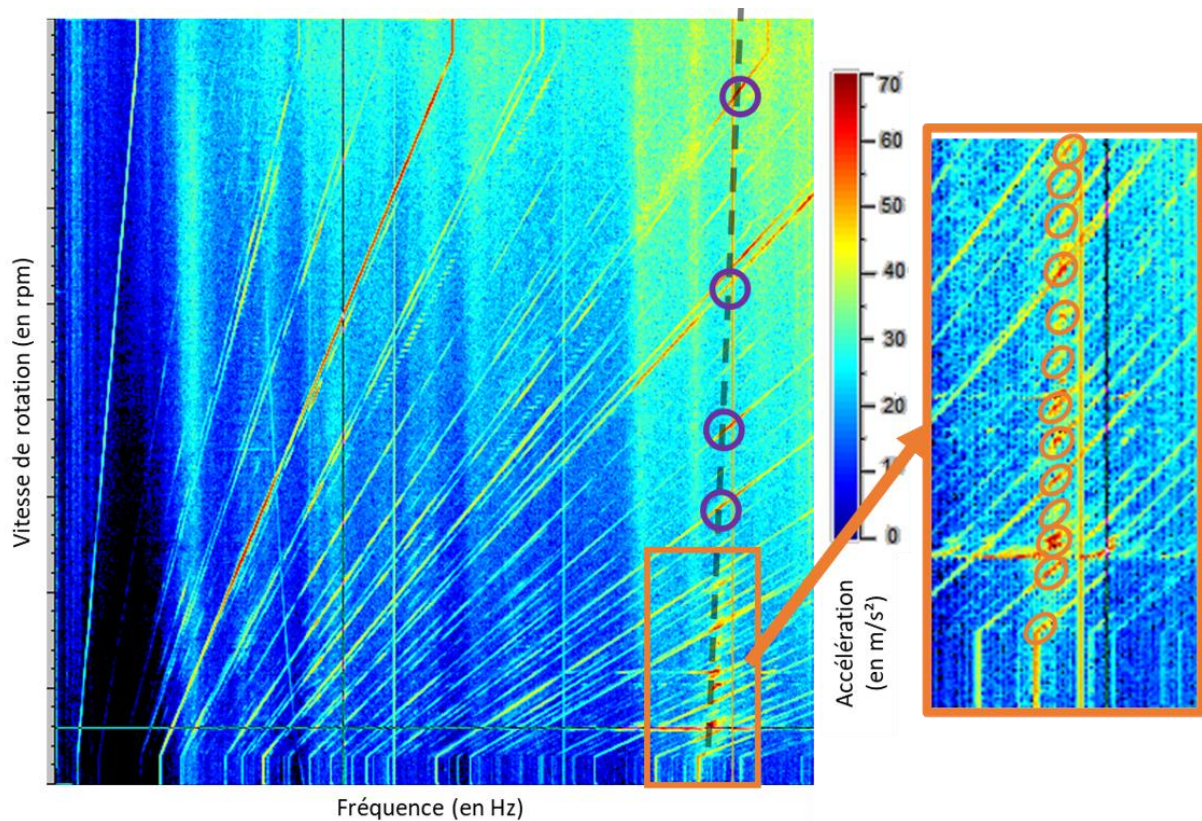 Vitesse de rotation (en rpm)
Fréquence (en Hz)
70
60
50
40
30
20
10
0
Accélération
(en m/s²)